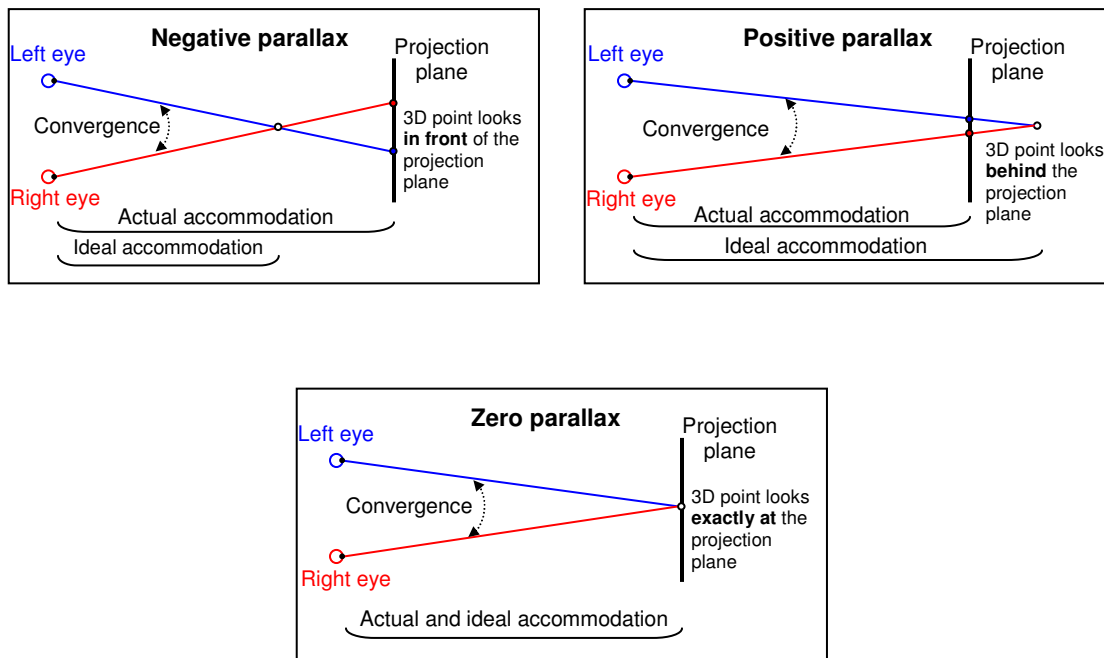 Negative parallax
Left eye
Projection
plane
Convergence
3D point looks
in front of the
projection
plane
Right eye
Actual accommodation
Ideal accommodation
Positive parallax
Left eye
Projection
plane
Convergence
3D point looks
behind the
projection
plane
Right eye
Actual accommodation
Ideal accommodation
Zero parallax
Left eye
Projection
plane
Convergence
3D point looks
exactly at the
projection
plane
Right eye
Actual and ideal accommodation